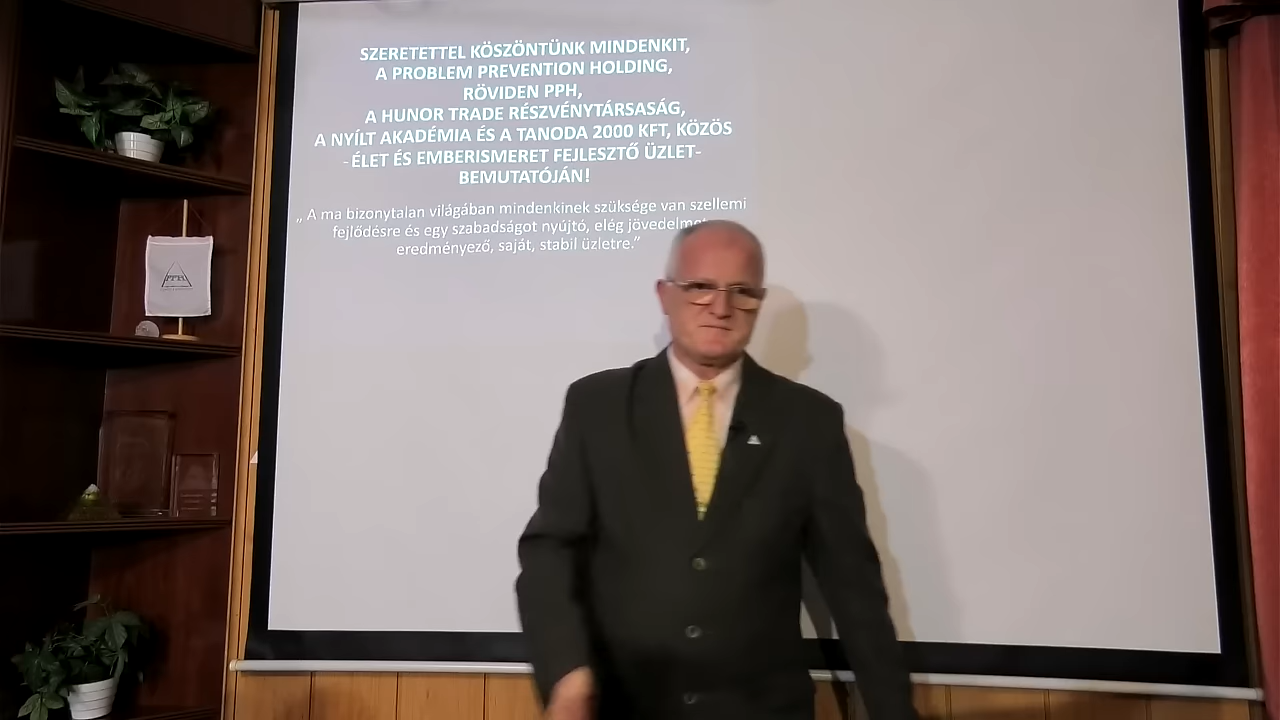 SZERETETTEL KÖSZÖNTÜNK MINDENKIT,
A PROBLEM PREVENTION HOLDING,
RÖVIDEN PPH,
A HUNOR TRADE RÉSZVÉNYTÁRSASÁG,
A NYÍLT AKADÉMIA ÉS A TANODA 2000 KFT, KÖZÖS
- ÉLET ÉS EMBERISMERET FEJLESZTŐ ÜZLET-
BEMUTATÓJÁN!
„ A ma bizonytalan világában mindenkinek szüksége van szellemi
fejlődésre és egy szabadságot nyújtó, elég jövedelmet
eredményező, saját, stabil üzletre.”
PPH